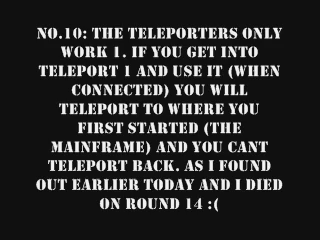 NO.10: THE TELEPORTERS ONLY
WORK 1. IF YOU GET INTO
TELEPORT 1 AND USE IT (WHEN
CONNECTED) YOU WILL
TELEPORT TO WHERE YOU
FIRST STARTED (THE
MAINFRAME) AND YOU CANT
TELEPORT BACK. AS I FOUND
OUT EARLIER TODAY AND I DIED
ON ROUND 14 :(